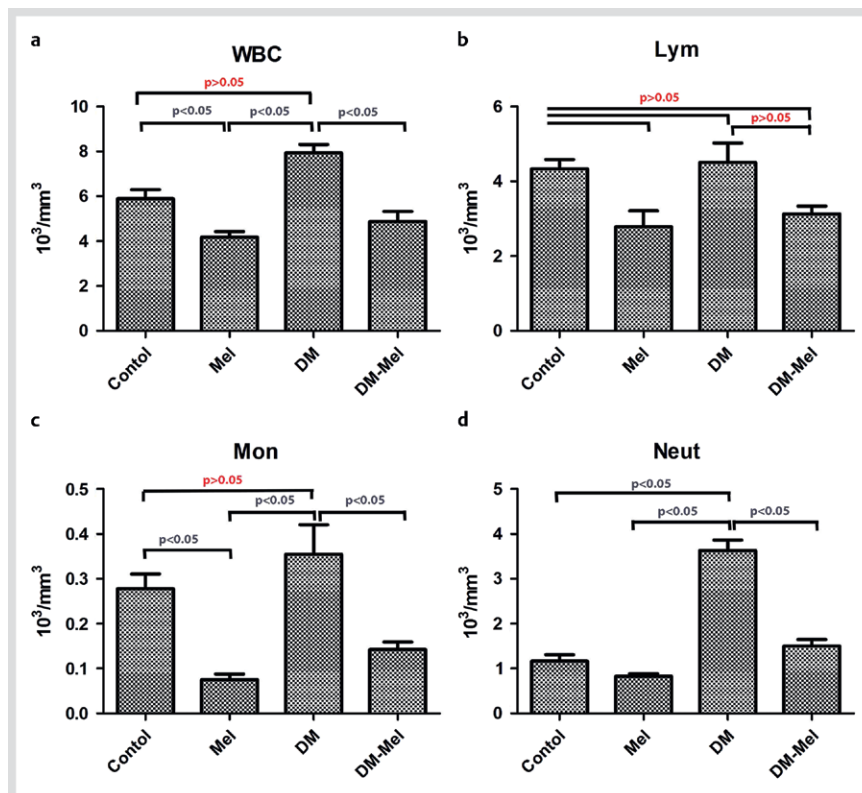 a
WBC
p>0.05
p<0.05 p<0.05 p<0.05
10
8
6
4
2
0
10³/mm³
Contol Mel DM DM-Mel
b
Lym
p>0.05
p>0.05
6
4
2
0
10³/mm³
Contol Mel DM DM-Mel
c
Mon
p>0.05
p<0.05 p<0.05
p<0.05
0.5
0.4
0.3
0.2
0.1
0.0
10³/mm³
Contol Mel DM DM-Mel
d
Neut
p<0.05
p<0.05 p<0.05
5
4
3
2
1
0
10³/mm³
Contol Mel DM DM-Mel